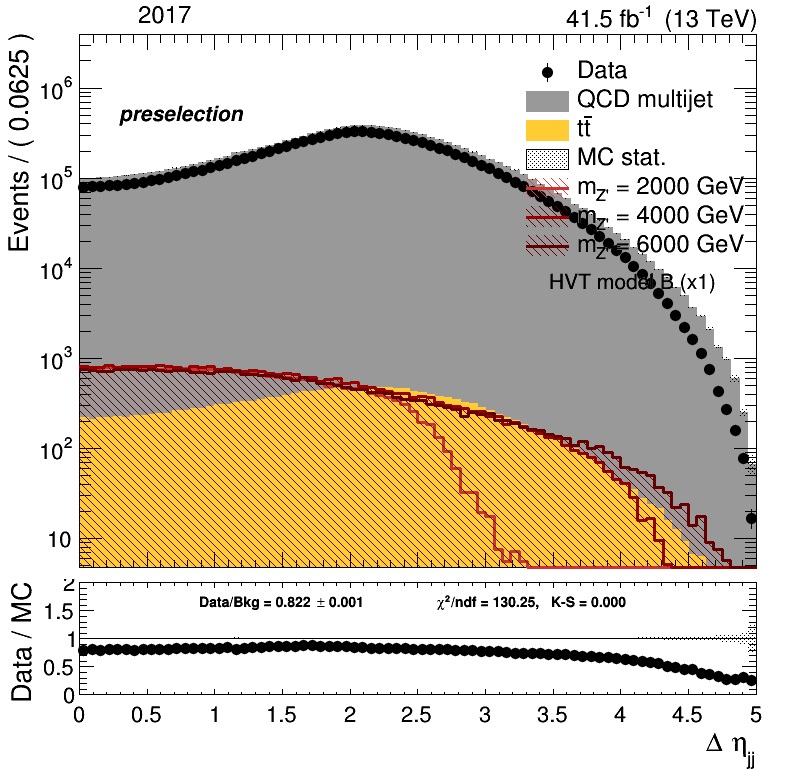 2017
41.5 fb⁻¹ (13 TeV)
Events / ( 0.0625 )
10⁶
10⁵
10⁴
10³
10²
10
preselection
Data
QCD multijet
tt̄
MC stat.
m_Z' = 2000 GeV
m_Z' = 4000 GeV
m_Z' = 6000 GeV
HVT model B (x1)
Data / MC
2
1.5
1
0.5
0
Data/Bkg = 0.822 ± 0.001
χ²/ndf = 130.25, K-S = 0.000
0 0.5 1 1.5 2 2.5 3 3.5 4 4.5 5
Δ η_jj